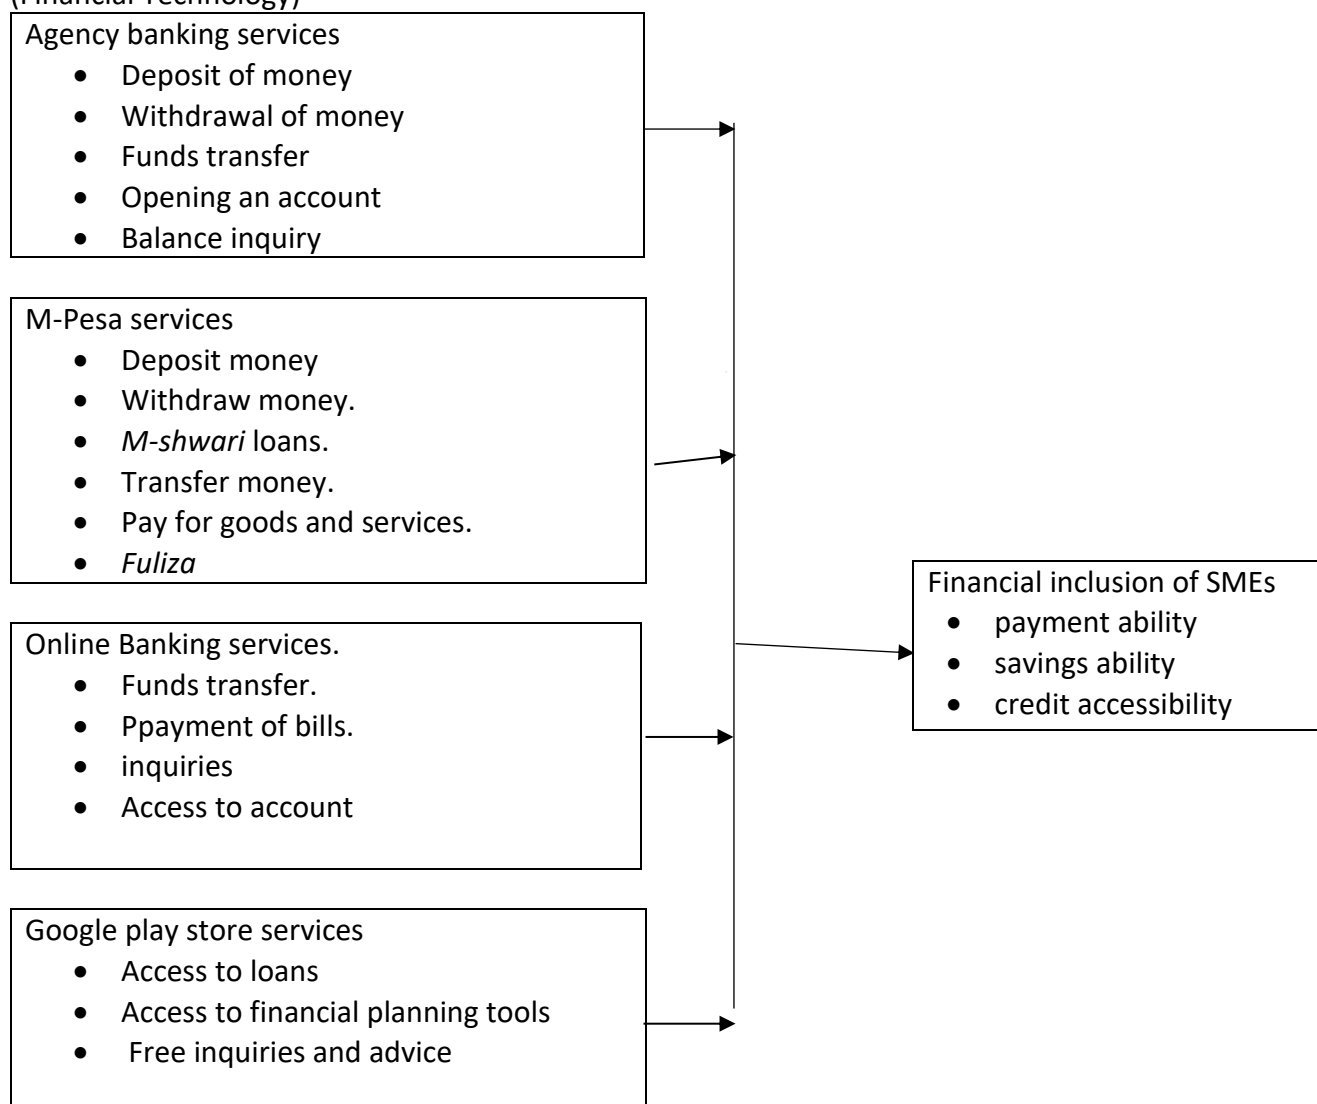 (Financial Technology)
Agency banking services
• Deposit of money
• Withdrawal of money
• Funds transfer
• Opening an account
• Balance inquiry
M-Pesa services
• Deposit money
• Withdraw money.
• M-shwari loans.
• Transfer money.
• Pay for goods and services.
• Fuliza
Online Banking services.
• Funds transfer.
• Ppayment of bills.
• inquiries
• Access to account
Google play store services
• Access to loans
• Access to financial planning tools
• Free inquiries and advice
Financial inclusion of SMEs
• payment ability
• savings ability
• credit accessibility